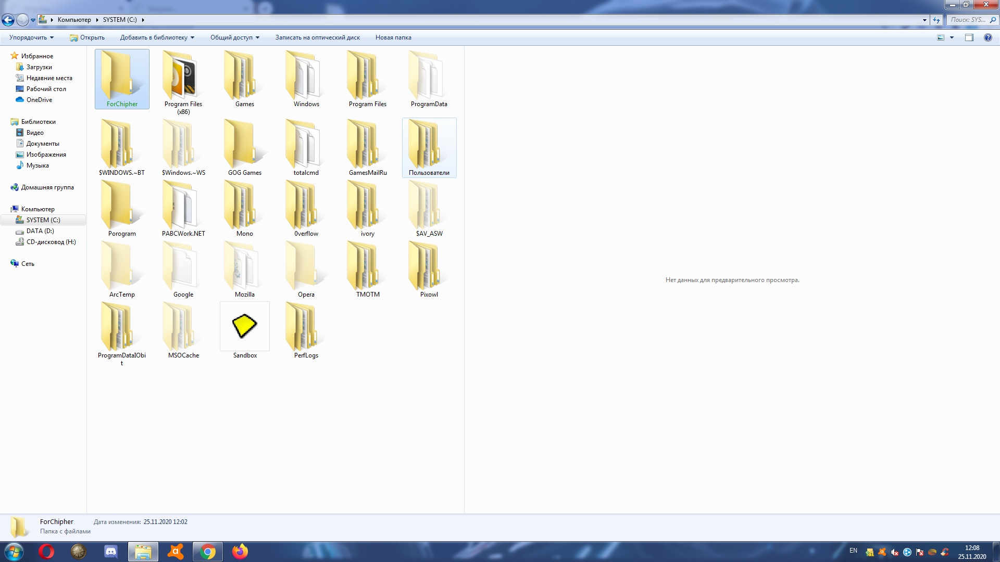 Компьютер SYSTEM (C:)
Поиск: SYS...
Упорядочить Открыть Добавить в библиотеку Общий доступ Записать на оптический диск Новая папка
Избранное
Загрузки
Недавние места
Рабочий стол
OneDrive
Библиотеки
Видео
Документы
Изображения
Музыка
Домашняя группа
Компьютер
SYSTEM (C:)
DATA (D:)
CD-дисковод (H:)
Сеть
ForChipher
Program Files
(x86)
Games
Windows
Program Files
ProgramData
$WINDOWS.~BT
$Windows.~WS
GOG Games
totalcmd
GamesMailRu
Пользователи
Porogram
PABCWork.NET
Mono
0verflow
ivory
$AV_ASW
ArcTemp
Google
Mozilla
Opera
TMOTM
Pixowl
ProgramDataIObi
t
MSOCache
Sandbox
PerfLogs
Нет данных для предварительного просмотра.
ForChipher Дата изменения: 25.11.2020 12:02
Папка с файлами
EN
12:08
25.11.2020